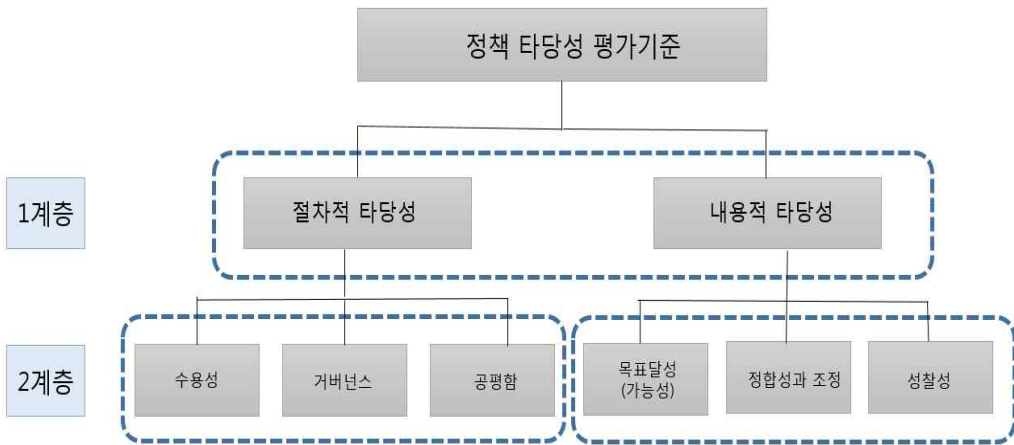 정책 타당성 평가기준
1계층
절차적 타당성
내용적 타당성
2계층
수용성
거버넌스
공평함
목표달성
(가능성)
정합성과 조정
성찰성